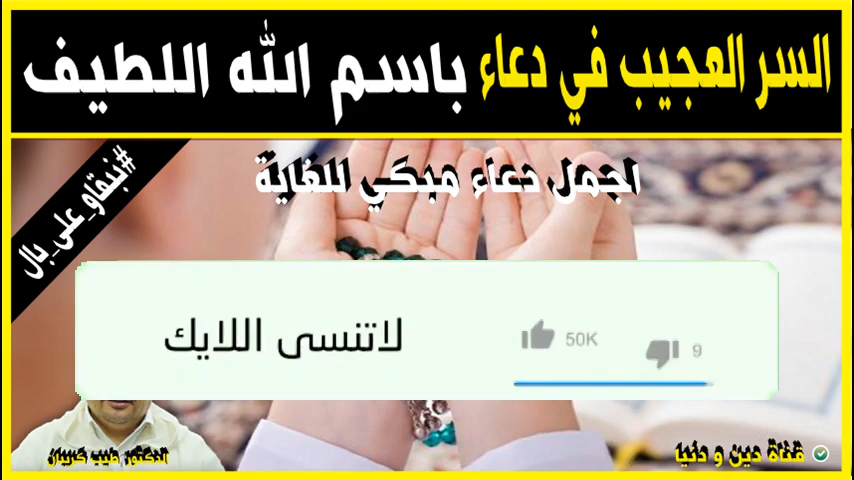 السر العجيب في دعاء باسم الله اللطيف
اجمل دعاء مبكي للغاية
#بنبقاو_على_بال
لاتنسى اللايك
50K
9
الدكتور طيب كريبان
قناة دين و دنيا